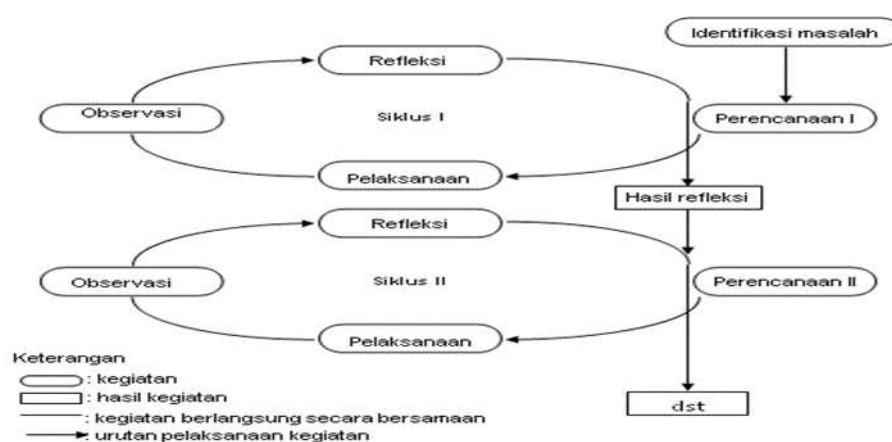 Identifikasi masalah
Refleksi
Observasi
Siklus I
Perencanaan I
Pelaksanaan
Hasil refleksi
Refleksi
Observasi
Siklus II
Perencanaan II
Pelaksanaan
Keterangan
: kegiatan
: hasil kegiatan
: kegiatan berlangsung secara bersamaan
: urutan pelaksanaan kegiatan
dst